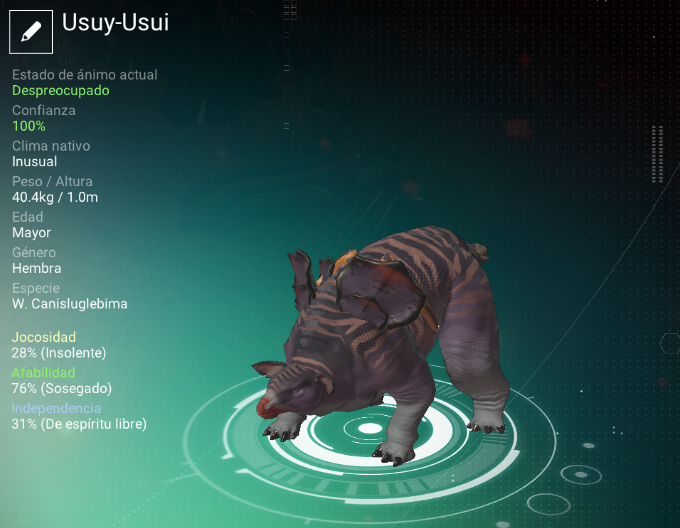 Usuy-Usui
Estado de ánimo actual
Despreocupado
Confianza
100%
Clima nativo
Inusual
Peso / Altura
40.4kg / 1.0m
Edad
Mayor
Género
Hembra
Especie
W. Canisluglebima
Jocosidad
28% (Insolente)
Afabilidad
76% (Sosegado)
Independencia
31% (De espíritu libre)